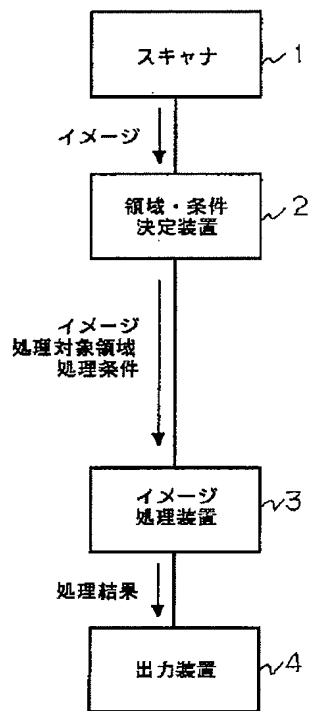 スキャナ
1
イメージ
領域・条件
決定装置
2
イメージ
処理対象領域
処理条件
イメージ
処理装置
3
処理結果
出力装置
4